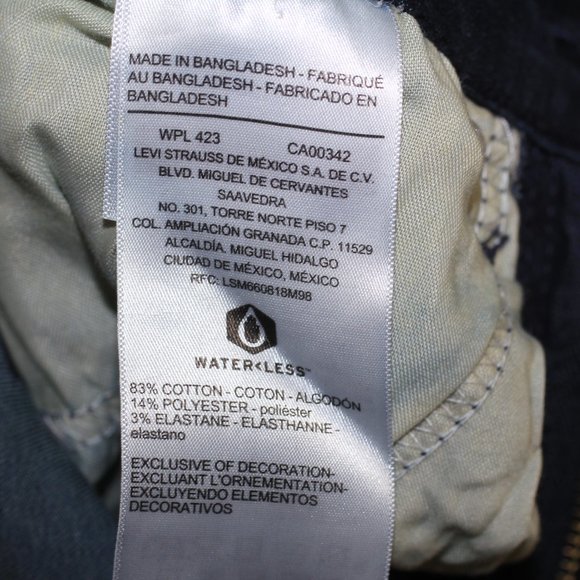 MADE IN BANGLADESH - FABRIQUÉ
AU BANGLADESH - FABRICADO EN
BANGLADESH
WPL 423 CA00342
LEVI STRAUSS DE MÉXICO S.A. DE C.V.
BLVD. MIGUEL DE CERVANTES
SAAVEDRA
NO. 301, TORRE NORTE PISO 7
COL. AMPLIACIÓN GRANADA C.P. 11529
ALCALDÍA. MIGUEL HIDALGO
CIUDAD DE MÉXICO, MÉXICO
RFC: LSM660818M98
WATER<LESS™
83% COTTON - COTON - ALGODÓN
14% POLYESTER - poliéster
3% ELASTANE - ELASTHANNE -
elastano
EXCLUSIVE OF DECORATION-
EXCLUANT L'ORNEMENTATION-
EXCLUYENDO ELEMENTOS
DECORATIVOS